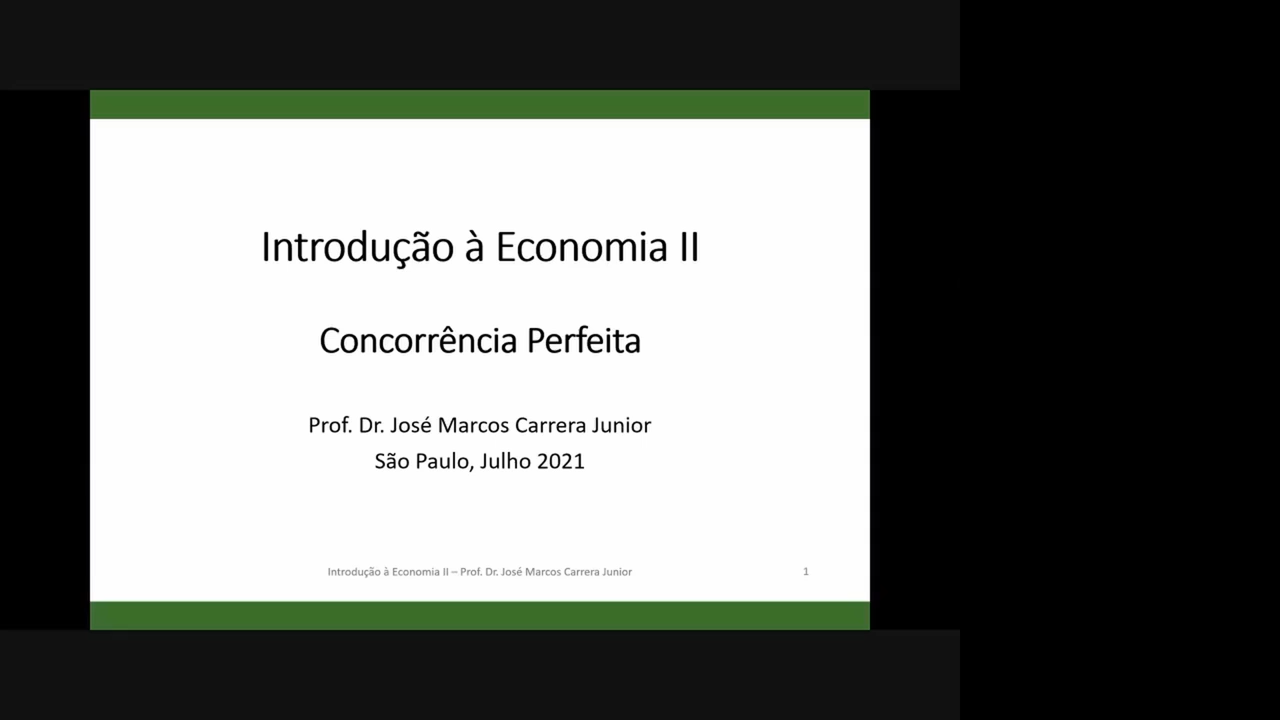 Introdução à Economia II
Concorrência Perfeita
Prof. Dr. José Marcos Carrera Junior
São Paulo, Julho 2021
Introdução à Economia II – Prof. Dr. José Marcos Carrera Junior
1